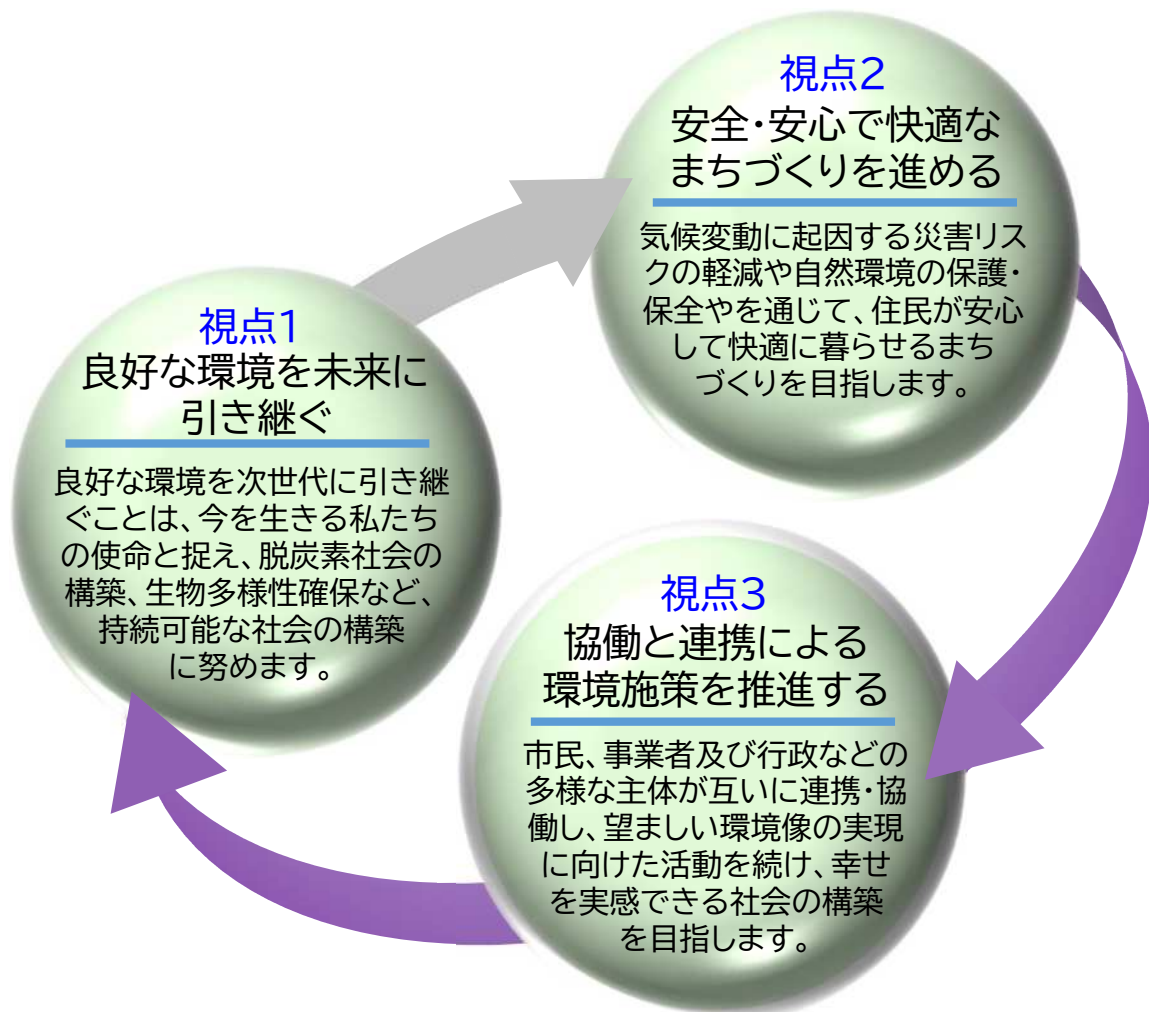 視点1
良好な環境を未来に
引き継ぐ
良好な環境を次世代に引き継
ぐことは、今を生きる私たち
の使命と捉え、脱炭素社会の
構築、生物多様性確保など、
持続可能な社会の構築
に努めます。
視点2
安全・安心で快適な
まちづくりを進める
気候変動に起因する災害リス
クの軽減や自然環境の保護・
保全やを通じて、住民が安心
して快適に暮らせるまち
づくりを目指します。
視点3
協働と連携による
環境施策を推進する
市民、事業者及び行政などの
多様な主体が互いに連携・協
働し、望ましい環境像の実現
に向けた活動を続け、幸せ
を実感できる社会の構築
を目指します。